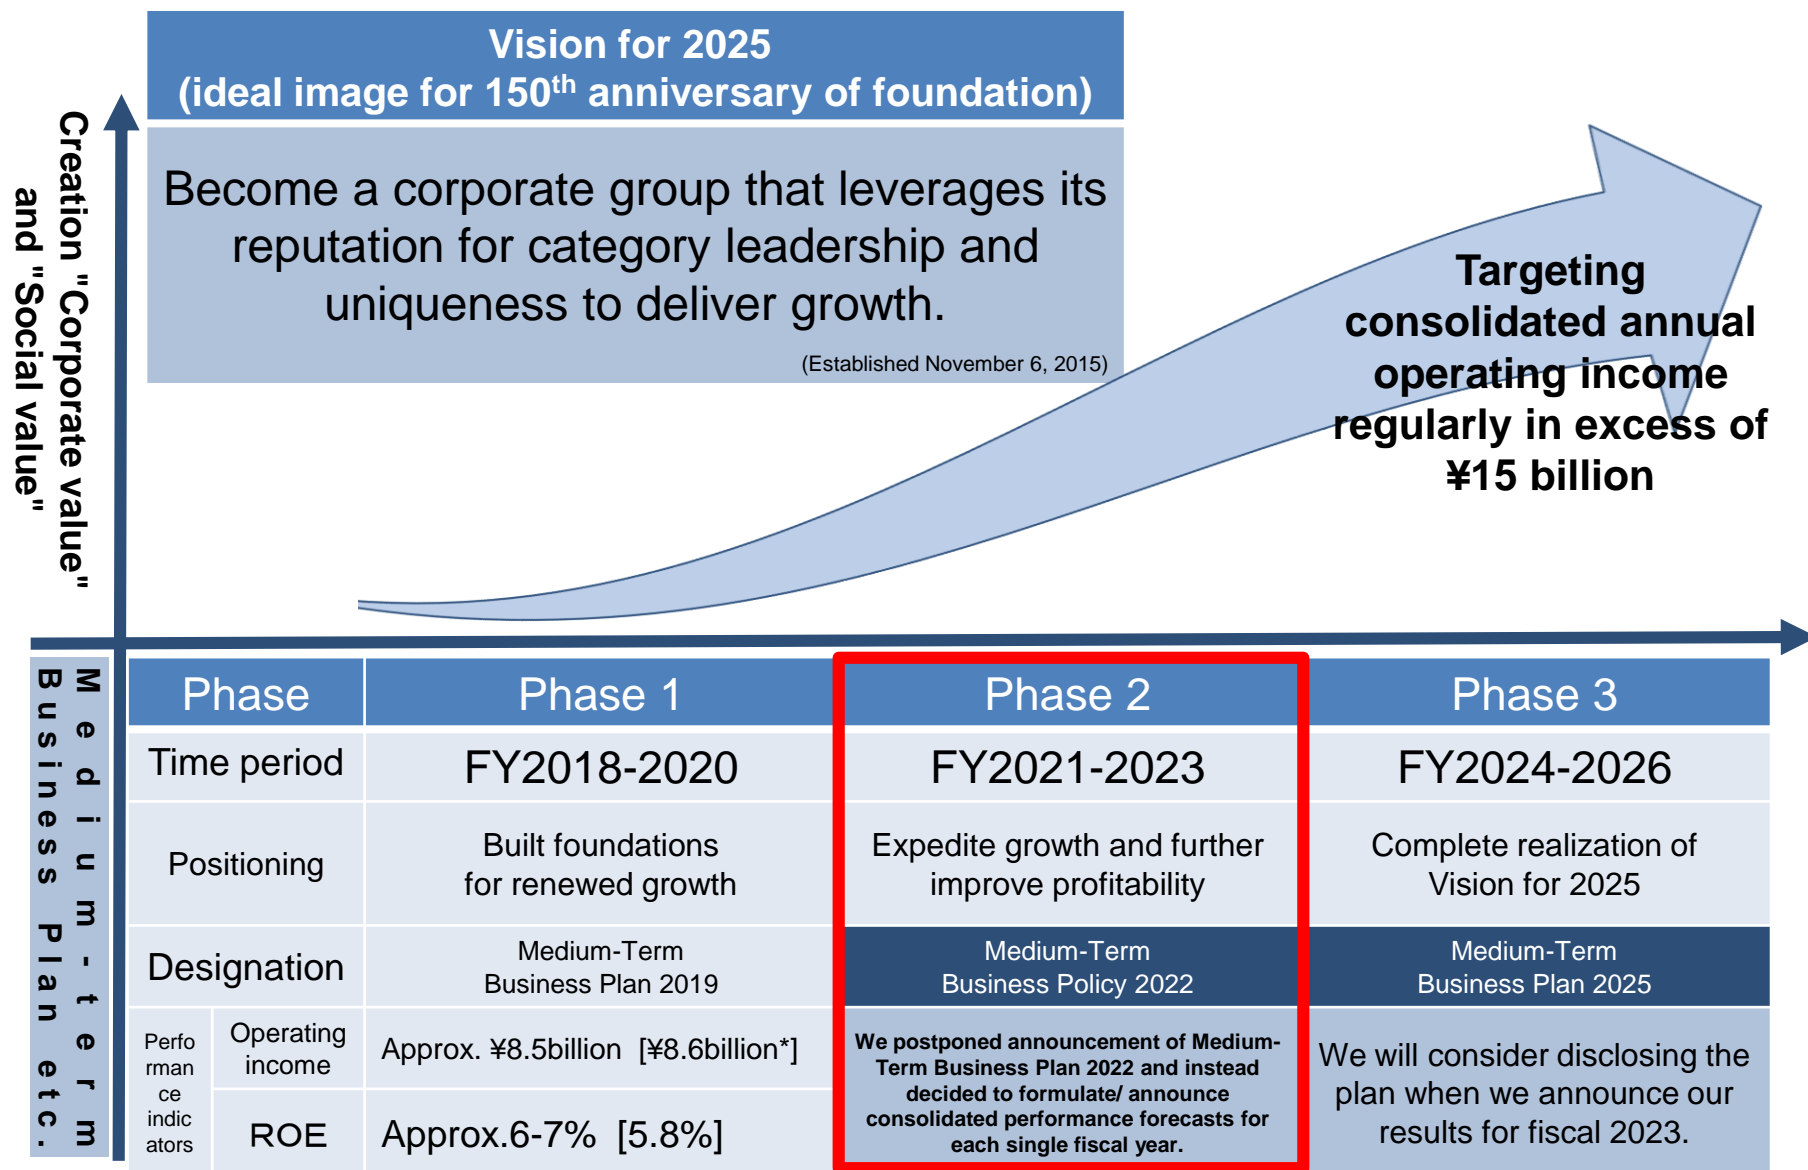 Vision for 2025
(ideal image for 150th anniversary of foundation)
Become a corporate group that leverages its
reputation for category leadership and
uniqueness to deliver growth.
(Established November 6, 2015)
Creation "Corporate value"
and "Social value"
Targeting
consolidated annual
operating income
regularly in excess of
¥15 billion
Medium-term
Business Plan etc.
Phase
Phase 1
Phase 2
Phase 3
Time period
FY2018-2020
FY2021-2023
FY2024-2026
Positioning
Built foundations
for renewed growth
Expedite growth and further
improve profitability
Complete realization of
Vision for 2025
Designation
Medium-Term
Business Plan 2019
Medium-Term
Business Policy 2022
Medium-Term
Business Plan 2025
Perfo
rman
ce
indic
ators
Operating
income
Approx. ¥8.5billion [¥8.6billion*]
ROE
Approx.6-7% [5.8%]
We postponed announcement of Medium-
Term Business Plan 2022 and instead
decided to formulate/ announce
consolidated performance forecasts for
each single fiscal year.
We will consider disclosing the
plan when we announce our
results for fiscal 2023.